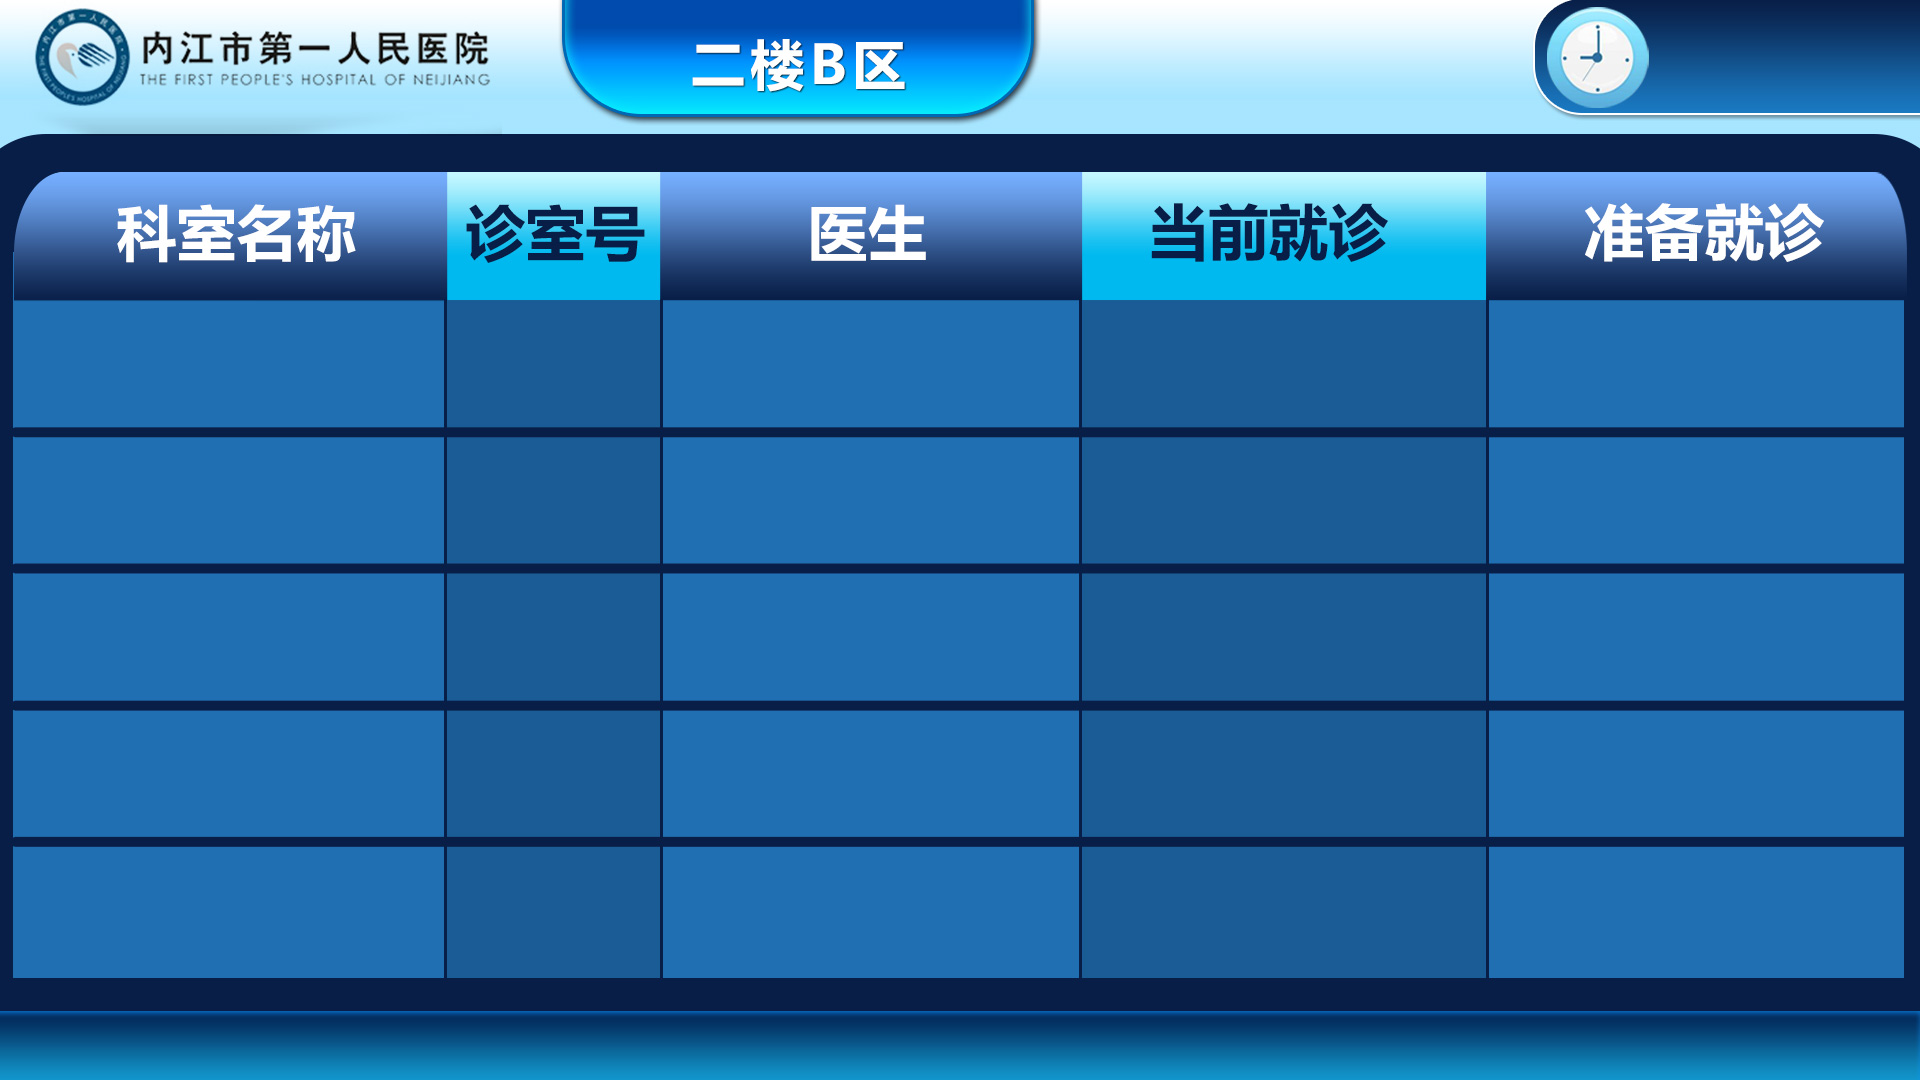 内江市第一人民医院
THE FIRST PEOPLE'S HOSPITAL OF NEIJIANG
二楼B区
科室名称 诊室号 医生 当前就诊 准备就诊